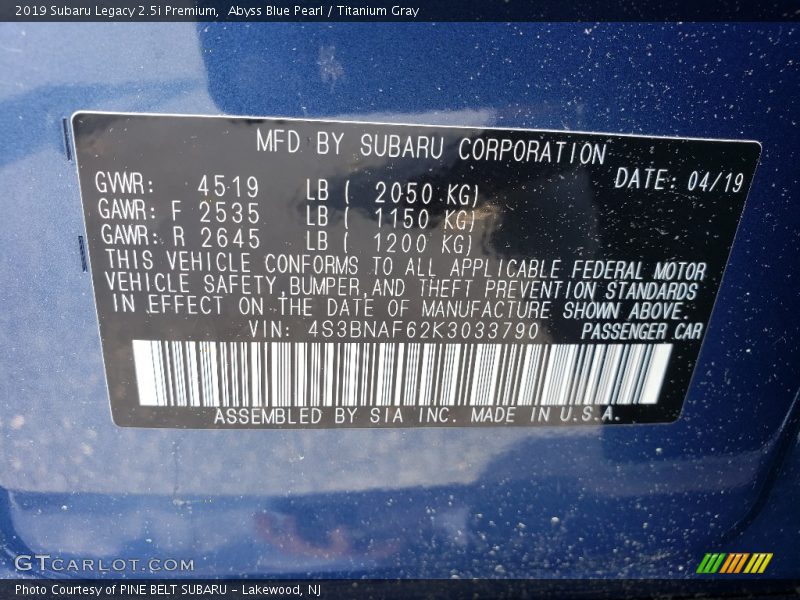 2019 Subaru Legacy 2.5i Premium,  Abyss Blue Pearl / Titanium Gray
MFD BY SUBARU CORPORATION
DATE: 04/19
GVWR: 4519 LB ( 2050 KG)
GAWR: F 2535 LB ( 1150 KG)
GAWR: R 2645 LB ( 1200 KG)
THIS VEHICLE CONFORMS TO ALL APPLICABLE FEDERAL MOTOR
VEHICLE SAFETY,BUMPER,AND THEFT PREVENTION STANDARDS
IN EFFECT ON THE DATE OF MANUFACTURE SHOWN ABOVE.
VIN: 4S3BNAF62K3033790 PASSENGER CAR
ASSEMBLED BY SIA INC. MADE IN U.S.A.
GTCARLOT.COM
Photo Courtesy of PINE BELT SUBARU - Lakewood, NJ